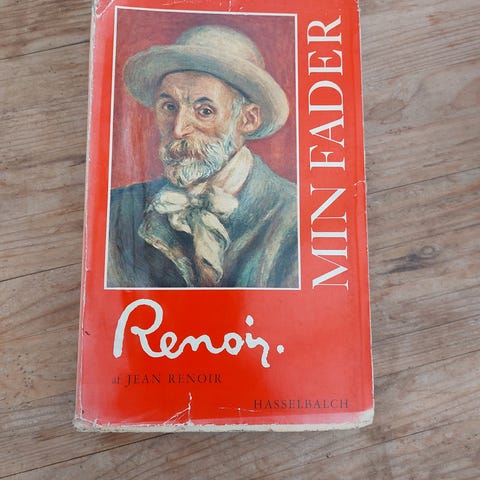 MIN FADER
Renoir.
af JEAN RENOIR
HASSELBALCH